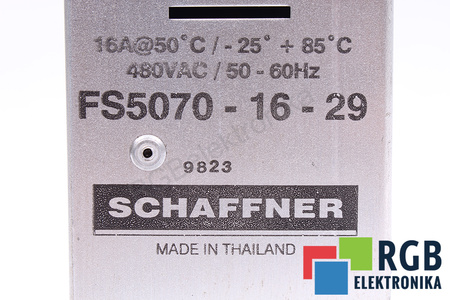 16A@50°C / - 25° + 85°C
480VAC / 50 - 60Hz
FS5070 - 16 - 29
9823
SCHAFFNER
MADE IN THAILAND
RGB
ELEKTRONIKA